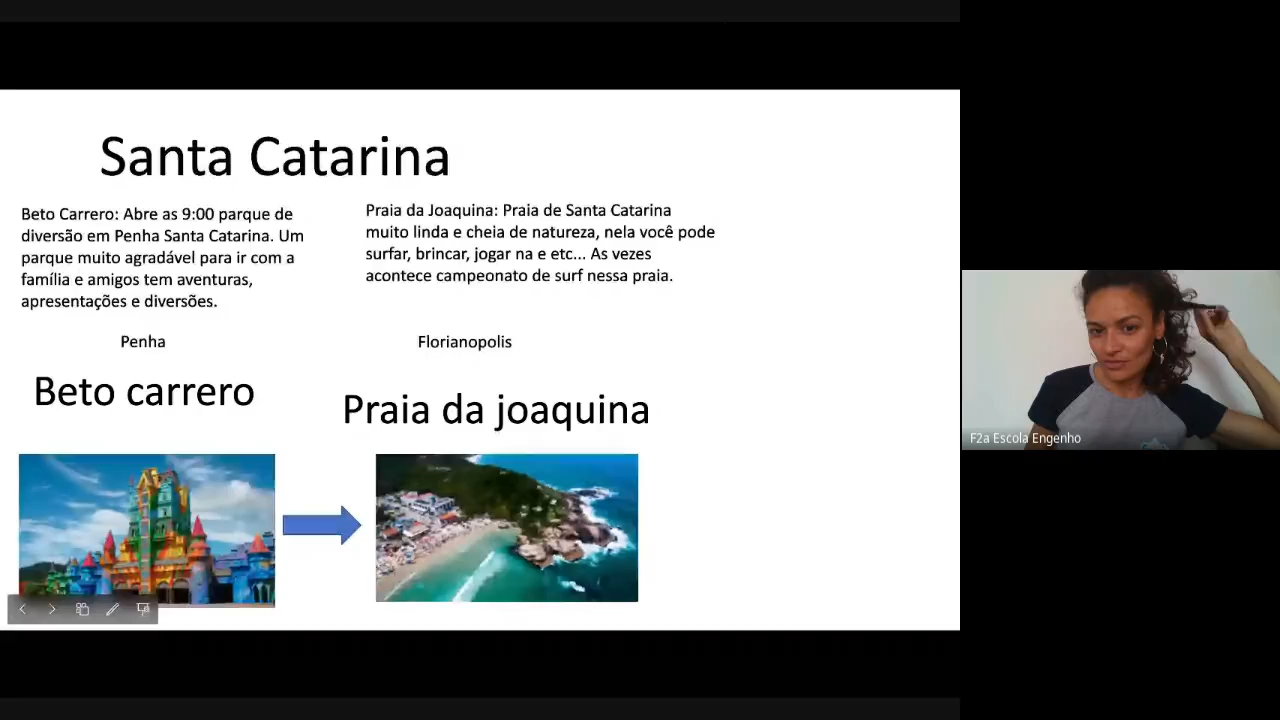 Santa Catarina
Beto Carrero: Abre as 9:00 parque de
diversão em Penha Santa Catarina. Um
parque muito agradável para ir com a
família e amigos tem aventuras,
apresentações e diversões.
Praia da Joaquina: Praia de Santa Catarina
muito linda e cheia de natureza, nela você pode
surfar, brincar, jogar na e etc... As vezes
acontece campeonato de surf nessa praia.
Penha
Florianopolis
Beto carrero
Praia da joaquina
F2a Escola Engenho